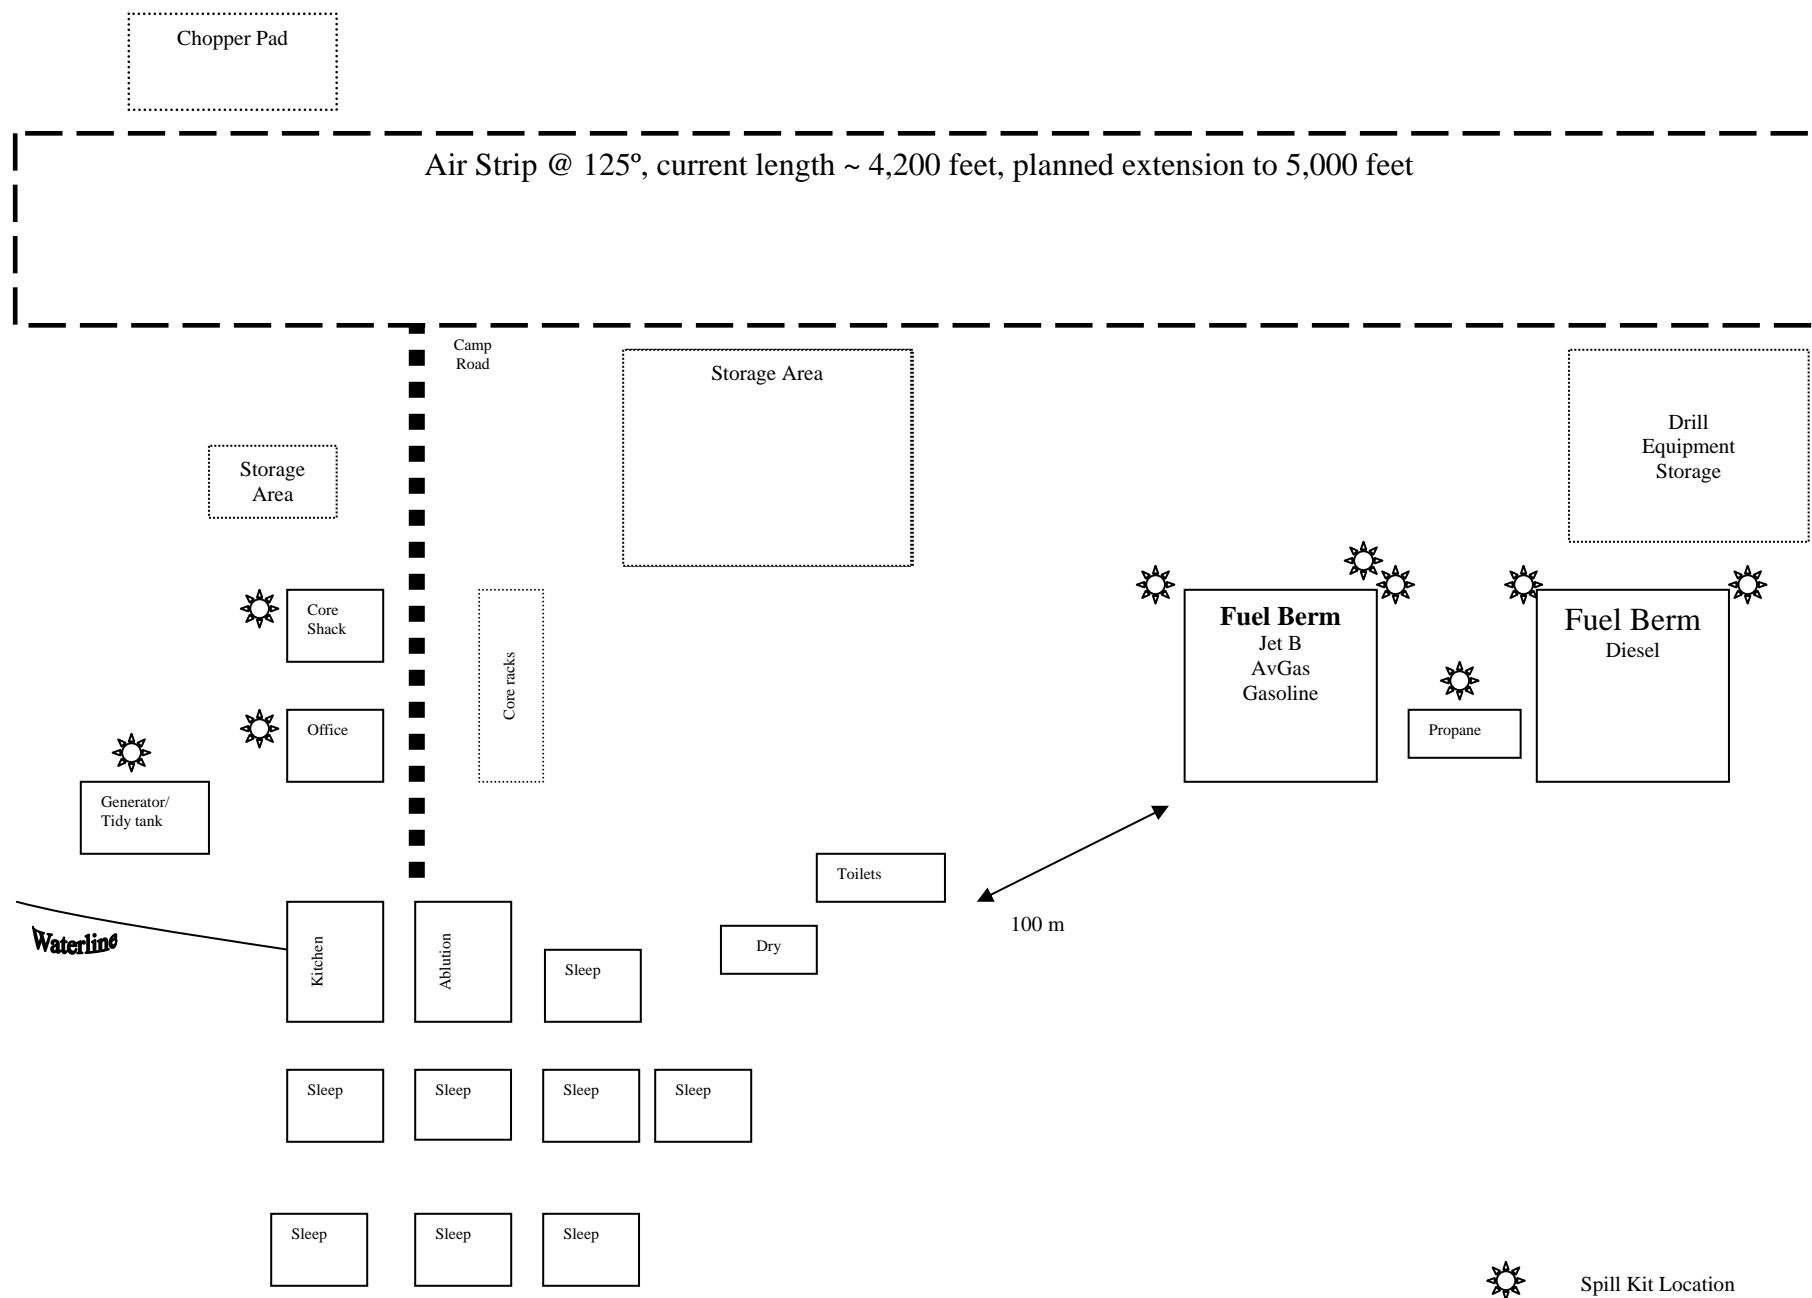 Chopper Pad
Air Strip @ 125º, current length ~ 4,200 feet, planned extension to 5,000 feet
Camp
Road
Storage Area
Drill
Equipment
Storage
Storage
Area
Core
Shack
Core racks
Fuel Berm
Jet B
AvGas
Gasoline
Fuel Berm
Diesel
Office
Propane
Generator/
Tidy tank
Toilets
100 m
Waterline
Kitchen
Ablution
Sleep
Dry
Sleep
Sleep
Sleep
Sleep
Sleep
Sleep
Sleep
Spill Kit Location